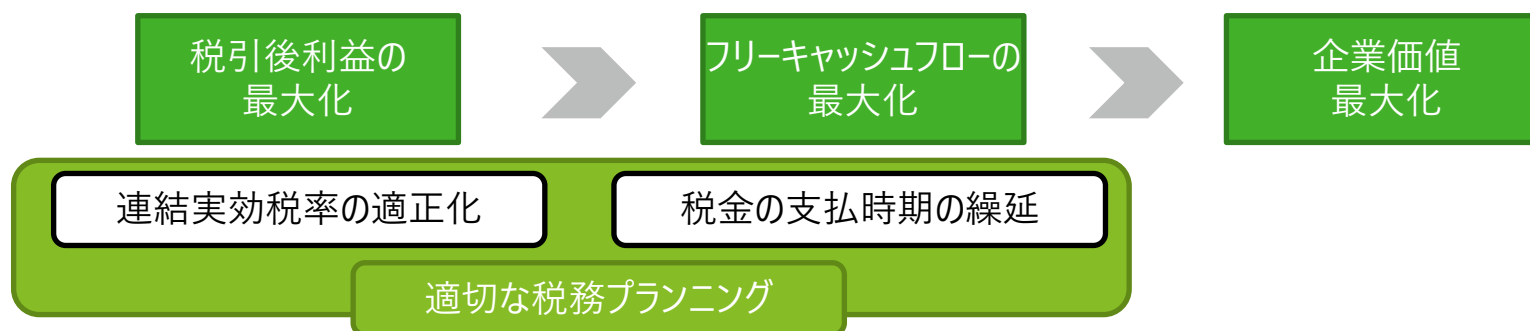 税引後利益の
最大化
フリーキャッシュフローの
最大化
企業価値
最大化
連結実効税率の適正化
税金の支払時期の繰延
適切な税務プランニング